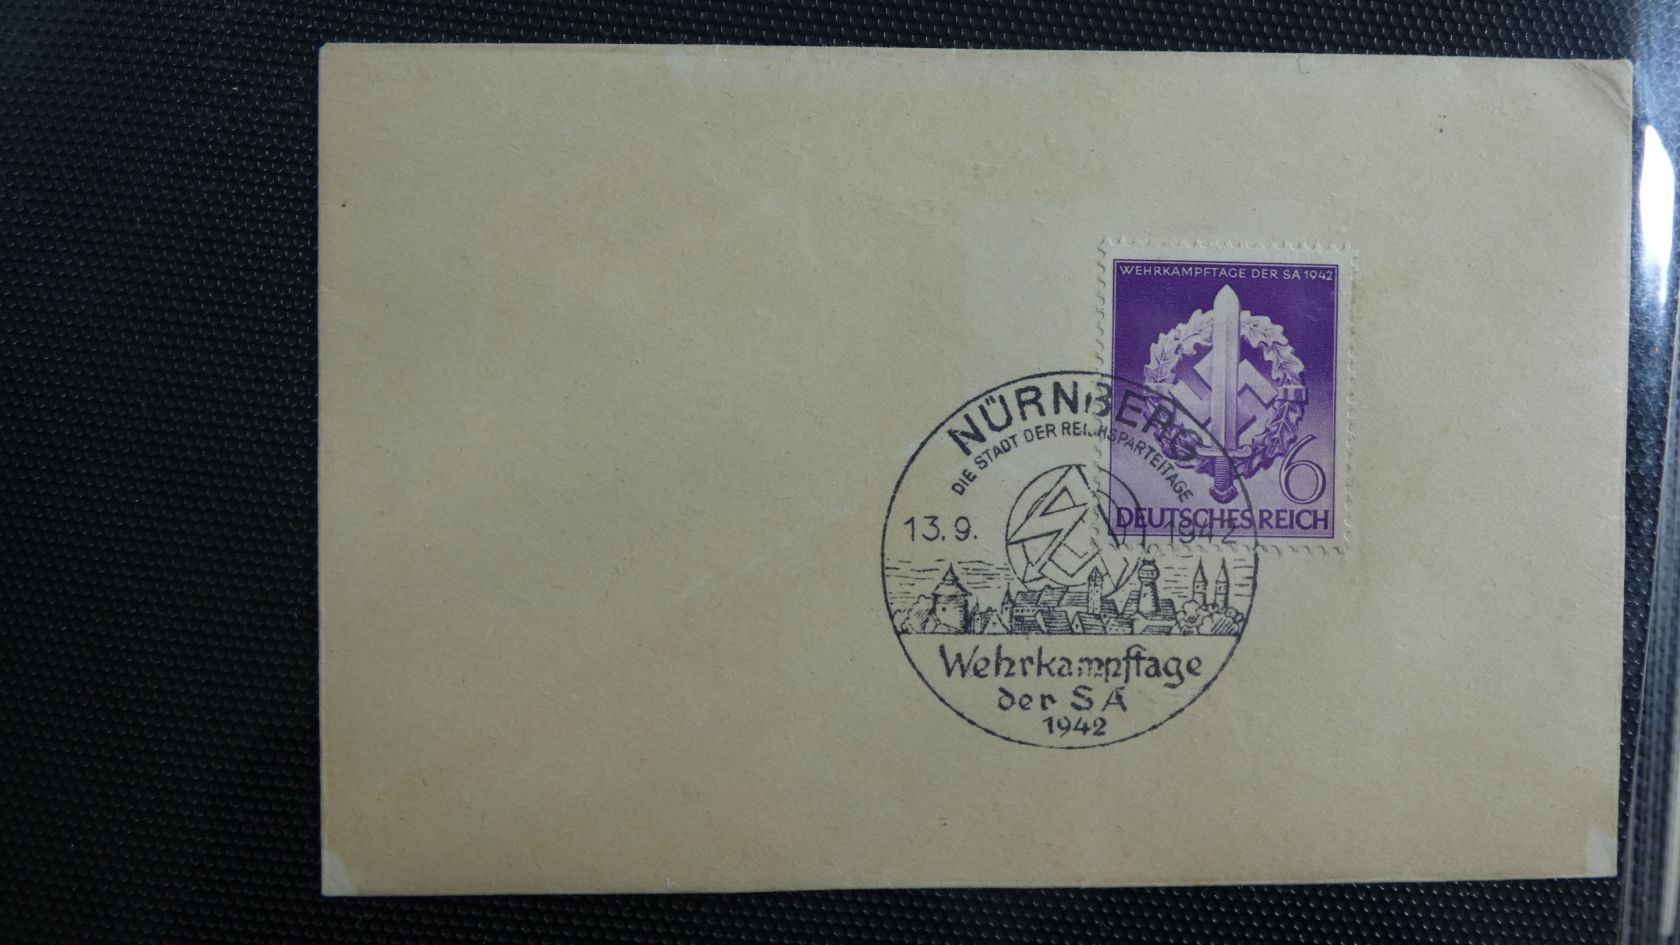 WEHRKAMPFTAGE DER SA 1942
6
DEUTSCHES REICH
NÜRNBERG
DIE STADT DER REICHSPARTEITAGE
13.9. 1942
Wehrkampftage
der SA
1942